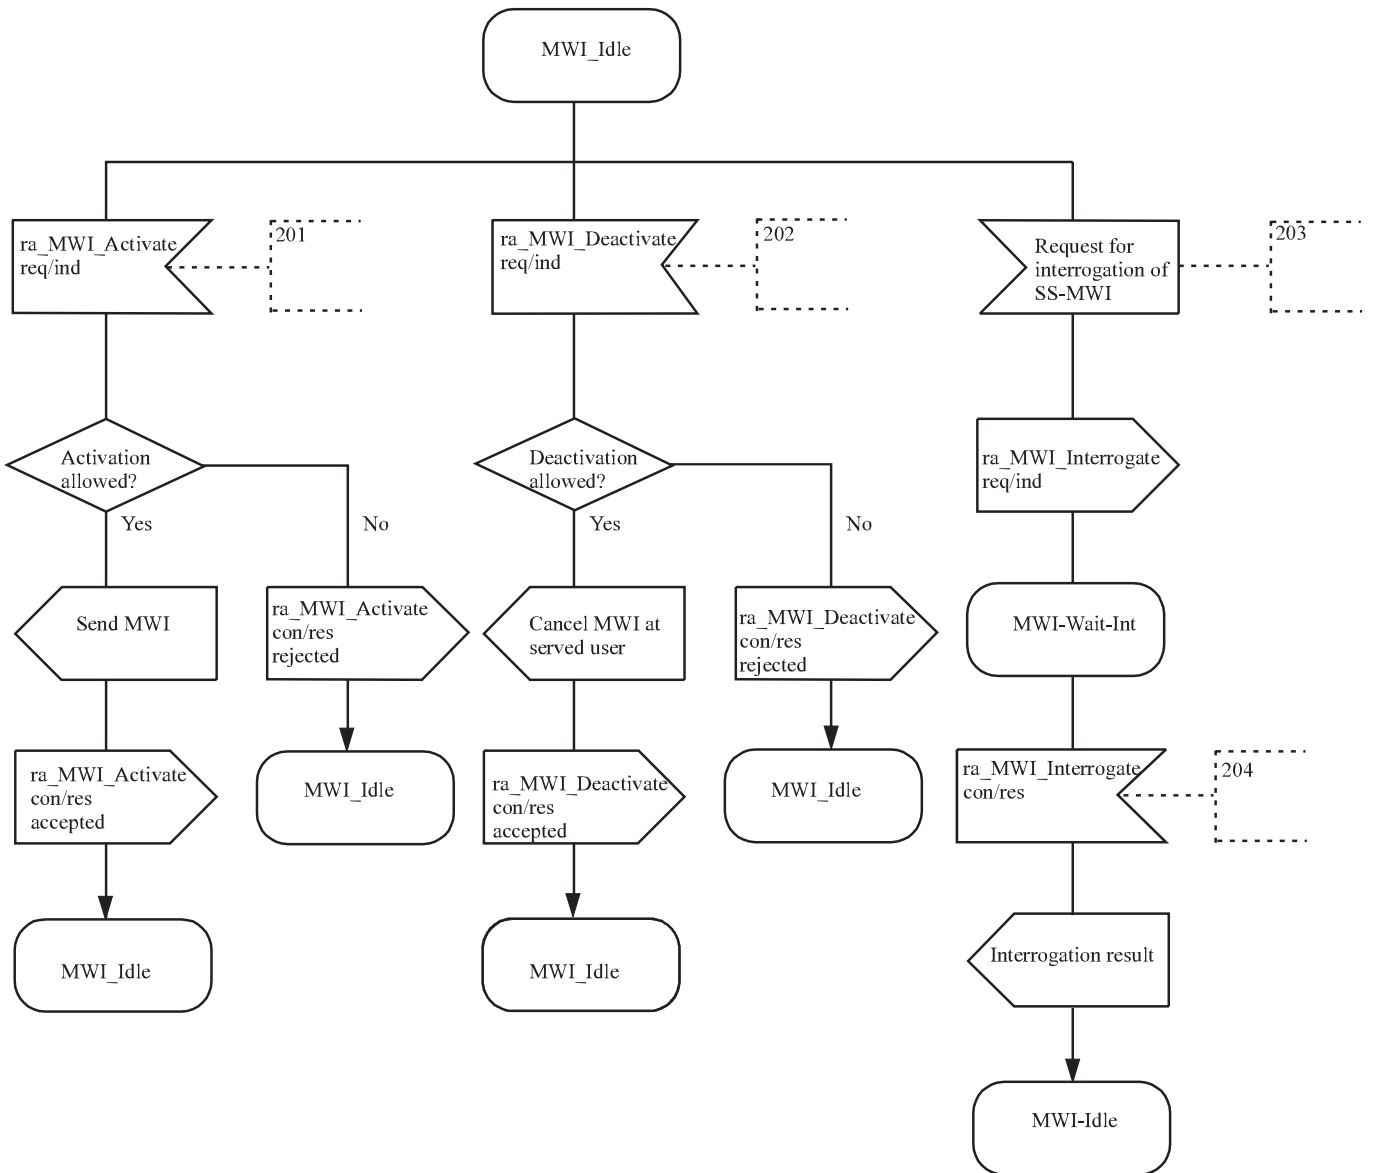 MWI_Idle
ra_MWI_Activate
req/ind
201
ra_MWI_Deactivate
req/ind
202
Request for
interrogation of
SS-MWI
203
Activation
allowed?
Yes
No
Deactivation
allowed?
Yes
No
ra_MWI_Interrogate
req/ind
Send MWI
ra_MWI_Activate
con/res
rejected
Cancel MWI at
served user
ra_MWI_Deactivate
con/res
rejected
MWI-Wait-Int
ra_MWI_Activate
con/res
accepted
MWI_Idle
ra_MWI_Deactivate
con/res
accepted
MWI_Idle
ra_MWI_Interrogate
con/res
204
MWI_Idle
MWI_Idle
Interrogation result
MWI-Idle